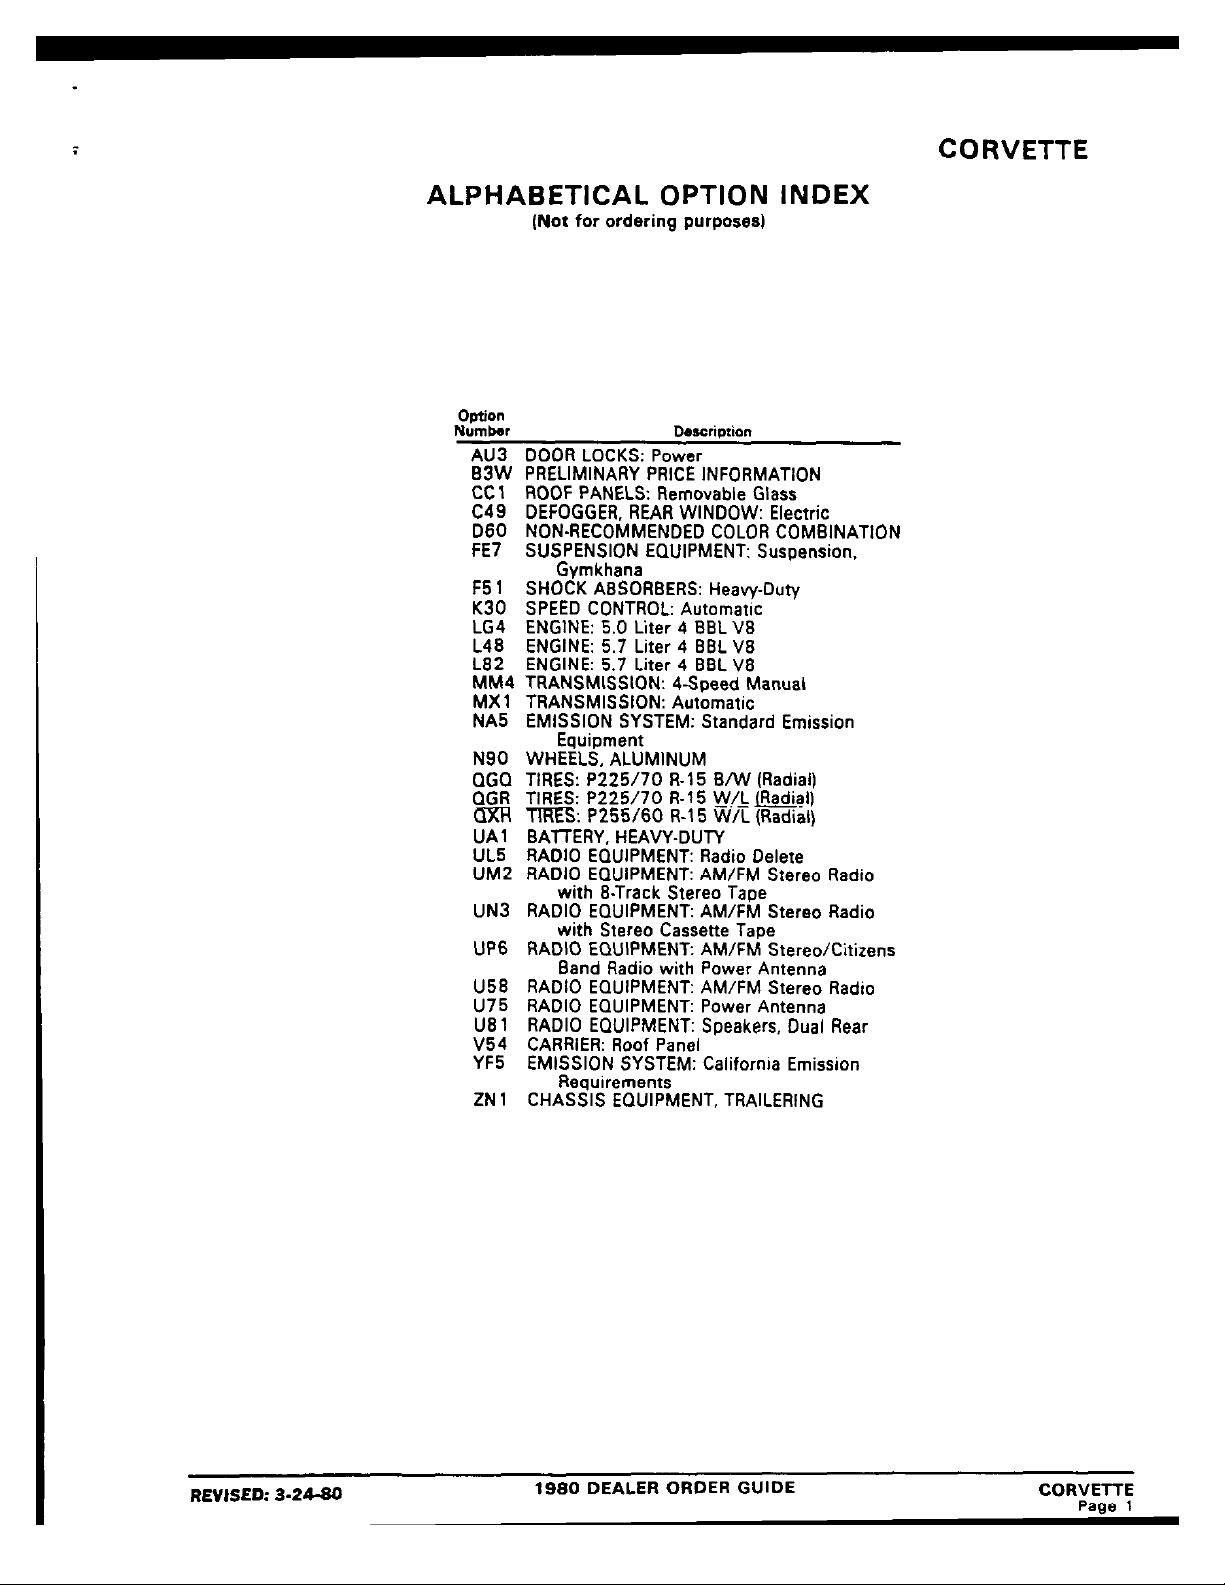 CORVETTE
ALPHABETICAL OPTION INDEX
(Not for ordering purposes)
Option
Number Description
AU3 DOOR LOCKS: Power
B3W PRELIMINARY PRICE INFORMATION
CC1 ROOF PANELS: Removable Glass
C49 DEFOGGER, REAR WINDOW: Electric
D60 NON-RECOMMENDED COLOR COMBINATION
FE7 SUSPENSION EQUIPMENT: Suspension,
Gymkhana
F51 SHOCK ABSORBERS: Heavy-Duty
K30 SPEED CONTROL: Automatic
LG4 ENGINE: 5.0 Liter 4 BBL V8
L48 ENGINE: 5.7 Liter 4 BBL V8
L82 ENGINE: 5.7 Liter 4 BBL V8
MM4 TRANSMISSION: 4-Speed Manual
MX1 TRANSMISSION: Automatic
NA5 EMISSION SYSTEM: Standard Emission
Equipment
N90 WHEELS, ALUMINUM
QGQ TIRES: P225/70 R-15 B/W (Radial)
QGR TIRES: P225/70 R-15 W/L (Radial)
QXH TIRES: P255/60 R-15 W/L (Radial)
UA1 BATTERY, HEAVY-DUTY
UL5 RADIO EQUIPMENT: Radio Delete
UM2 RADIO EQUIPMENT: AM/FM Stereo Radio
with 8-Track Stereo Tape
UN3 RADIO EQUIPMENT: AM/FM Stereo Radio
with Stereo Cassette Tape
UP6 RADIO EQUIPMENT: AM/FM Stereo/Citizens
Band Radio with Power Antenna
U58 RADIO EQUIPMENT: AM/FM Stereo Radio
U75 RADIO EQUIPMENT: Power Antenna
U81 RADIO EQUIPMENT: Speakers, Dual Rear
V54 CARRIER: Roof Panel
YF5 EMISSION SYSTEM: California Emission
Requirements
ZN1 CHASSIS EQUIPMENT, TRAILERING
REVISED: 3-24-80 1980 DEALER ORDER GUIDE CORVETTE
Page 1